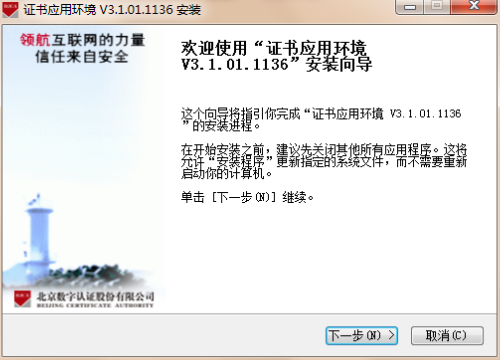 证书应用环境 V3.1.01.1136 安装
领航互联网的力量
信任来自安全
欢迎使用“证书应用环境
V3.1.01.1136”安装向导
这个向导将指引你完成“证书应用环境 V3.1.01.1136
”的安装进程。
在开始安装之前，建议先关闭其他所有应用程序。这将
允许“安装程序”更新指定的系统文件，而不需要重新
启动你的计算机。
单击 [下一步(N)] 继续。
北京数字认证股份有限公司
BEIJING CERTIFICATE AUTHORITY
下一步(N) >
取消(C)